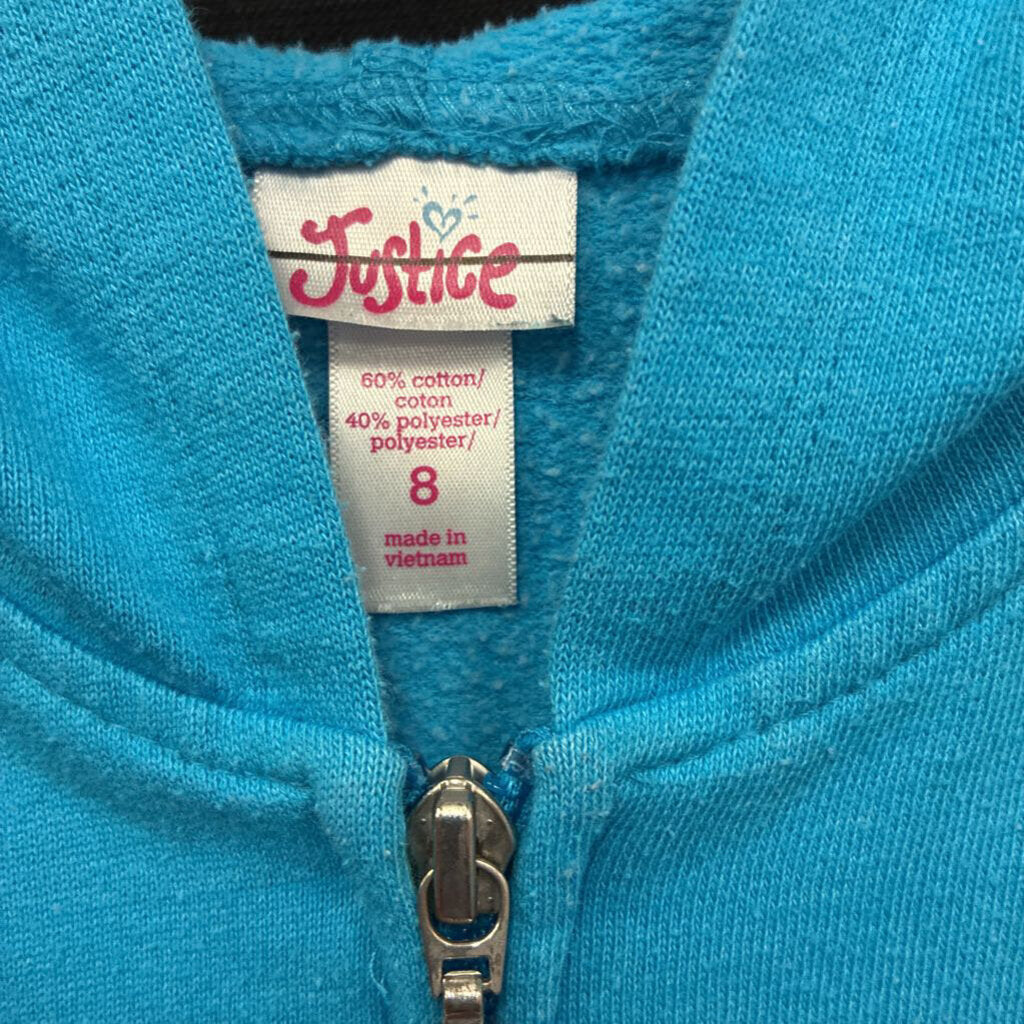 Justice
60% cotton/
coton
40% polyester/
polyester/
8
made in
vietnam